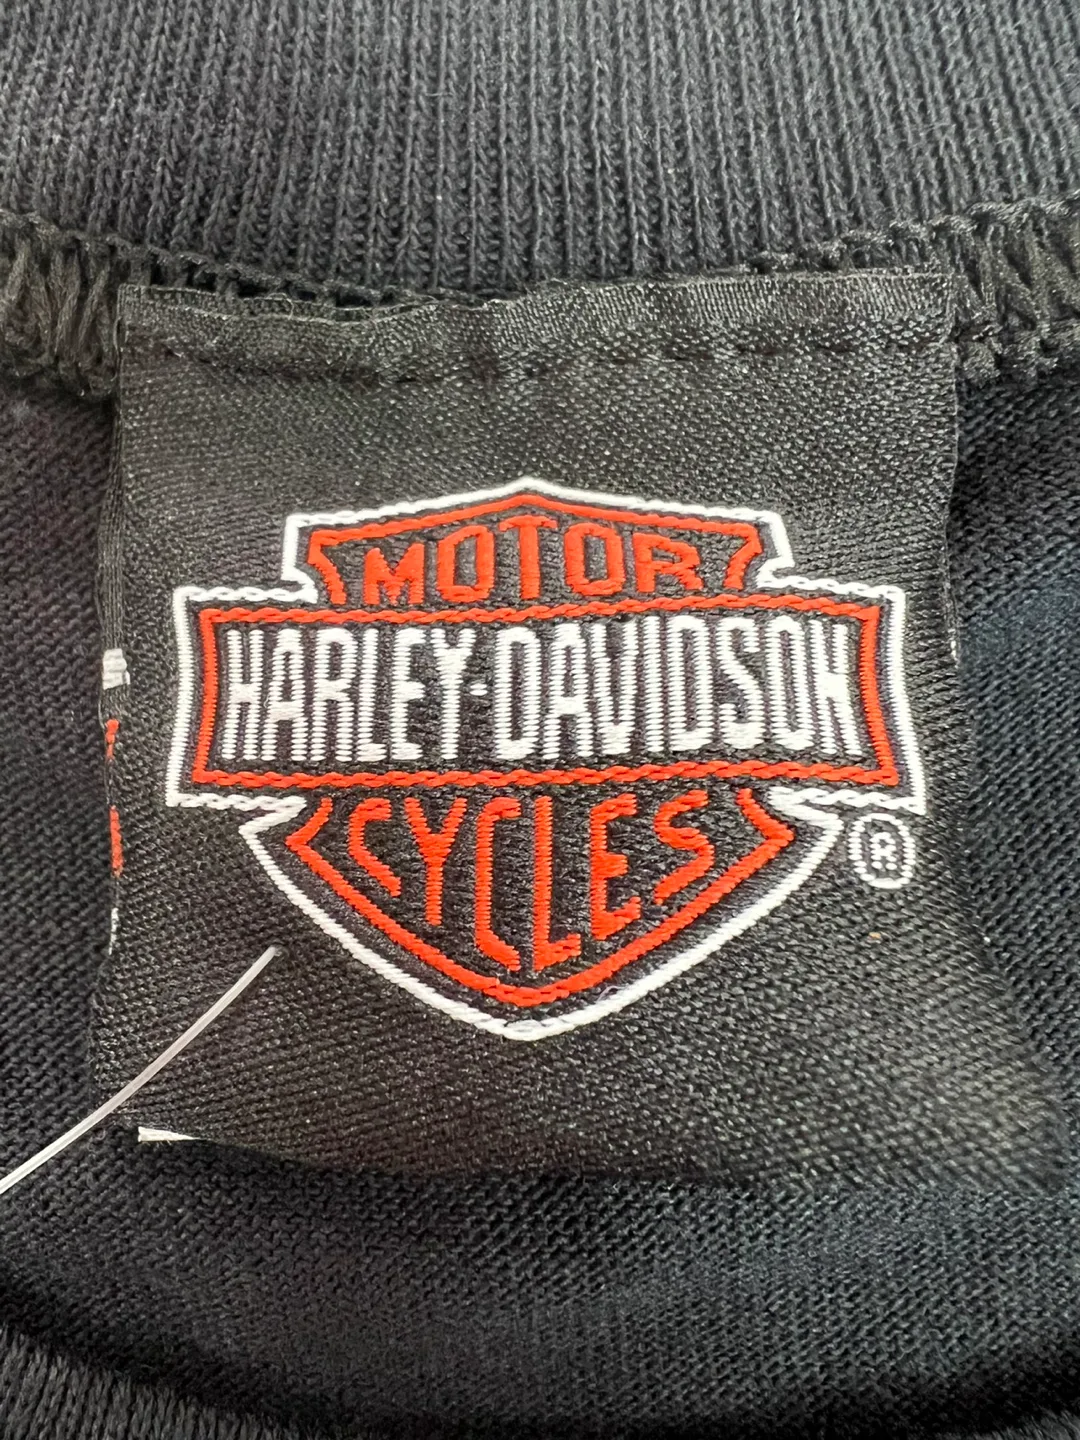 MOTOR
HARLEY-DAVIDSON
CYCLES
®